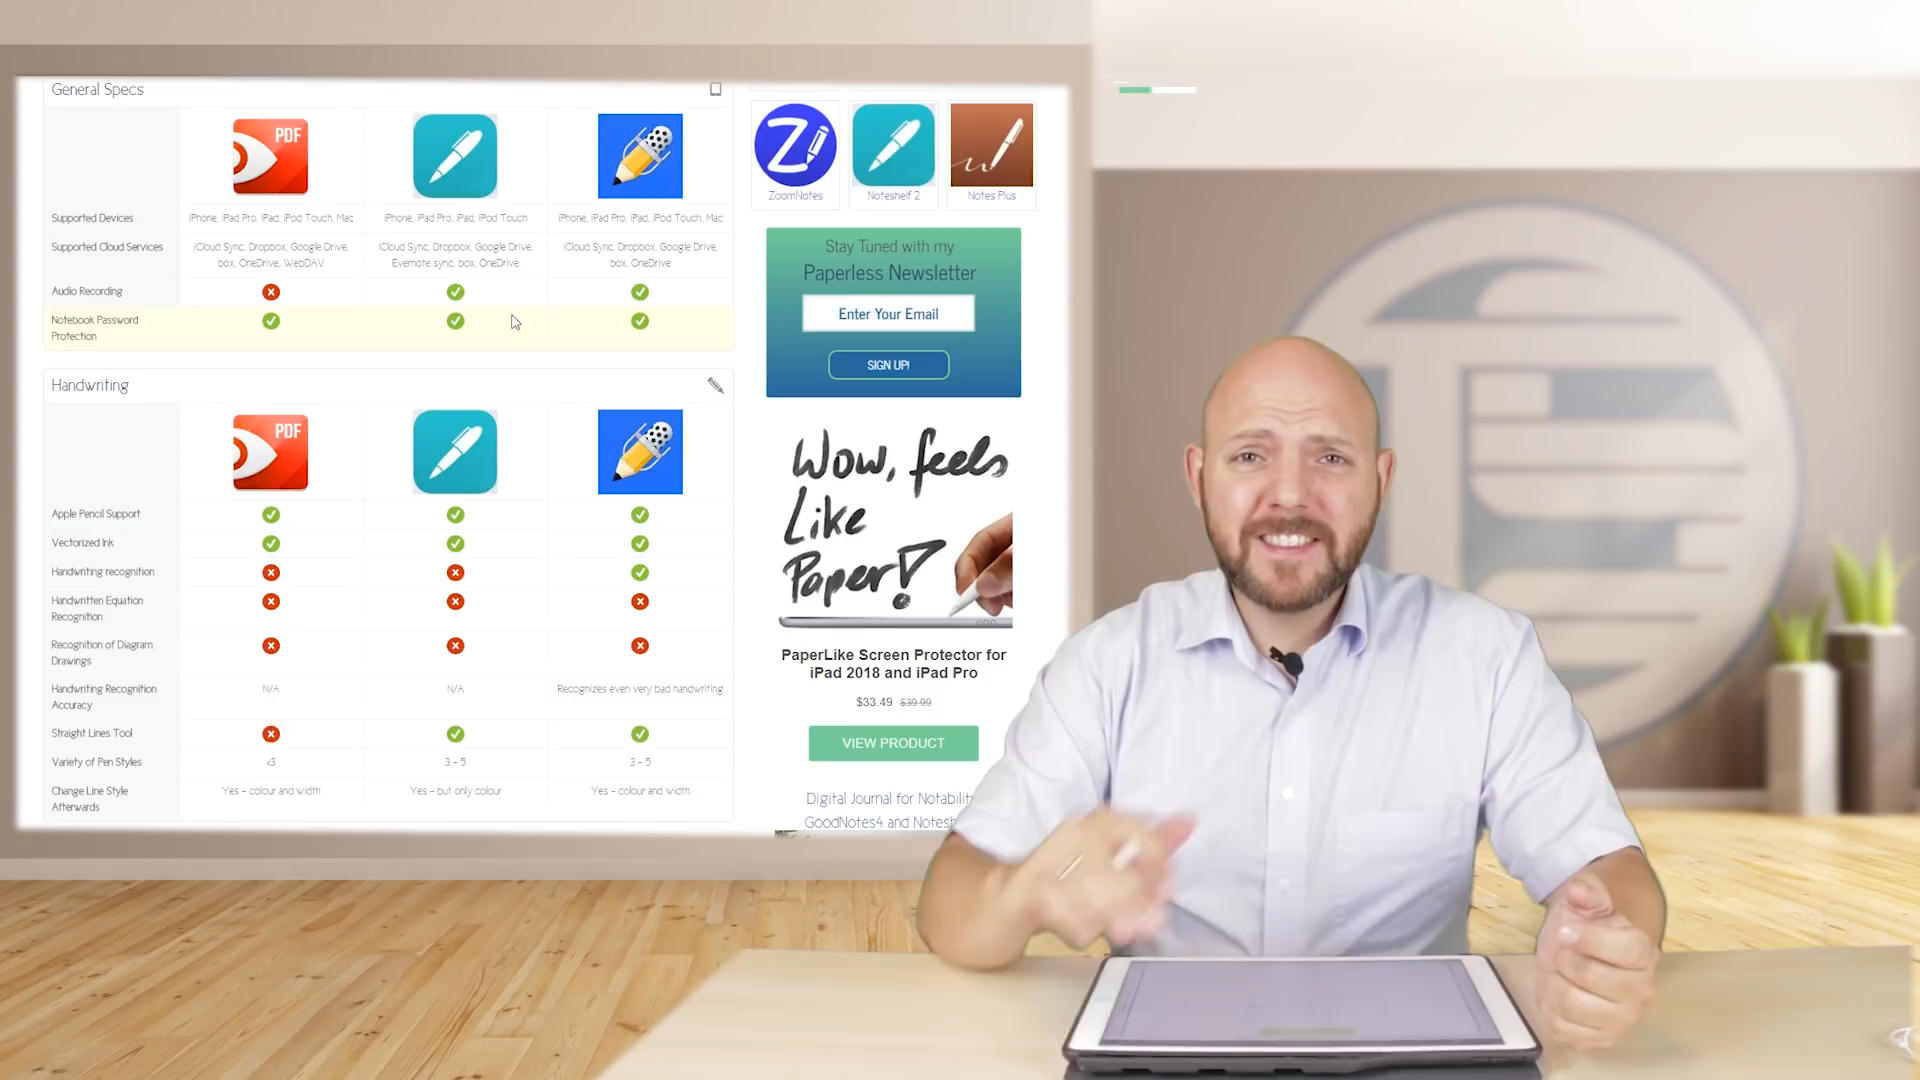 General Specs
PDF
Supported Devices
iPhone, iPad Pro, iPad, iPod Touch, Mac
iPhone, iPad Pro, iPad, iPod Touch
iPhone, iPad Pro, iPad, iPod Touch, Mac
Supported Cloud Services
iCloud Sync, Dropbox, Google Drive,
box, OneDrive, WebDAV
iCloud Sync, Dropbox, Google Drive,
Evernote sync, box, OneDrive
iCloud Sync, Dropbox, Google Drive,
box, OneDrive
Audio Recording
Notebook Password
Protection
Handwriting
PDF
Apple Pencil Support
Vectorized Ink
Handwriting recognition
Handwritten Equation
Recognition
Recognition of Diagram
Drawings
Handwriting Recognition
Accuracy
N/A
N/A
Recognizes even very bad handwriting
Straight Lines Tool
Variety of Pen Styles
<3
3 - 5
3 - 5
Change Line Style
Afterwards
Yes - colour and width
Yes - but only colour
Yes - colour and width
Z
ZoomNotes
Noteshelf 2
Notes Plus
Stay Tuned with my
Paperless Newsletter
Enter Your Email
SIGN UP!
Wow, feels
Like
Paper!
PaperLike Screen Protector for
iPad 2018 and iPad Pro
$33.49 $39.99
VIEW PRODUCT
Digital Journal for
GoodNotes4 and